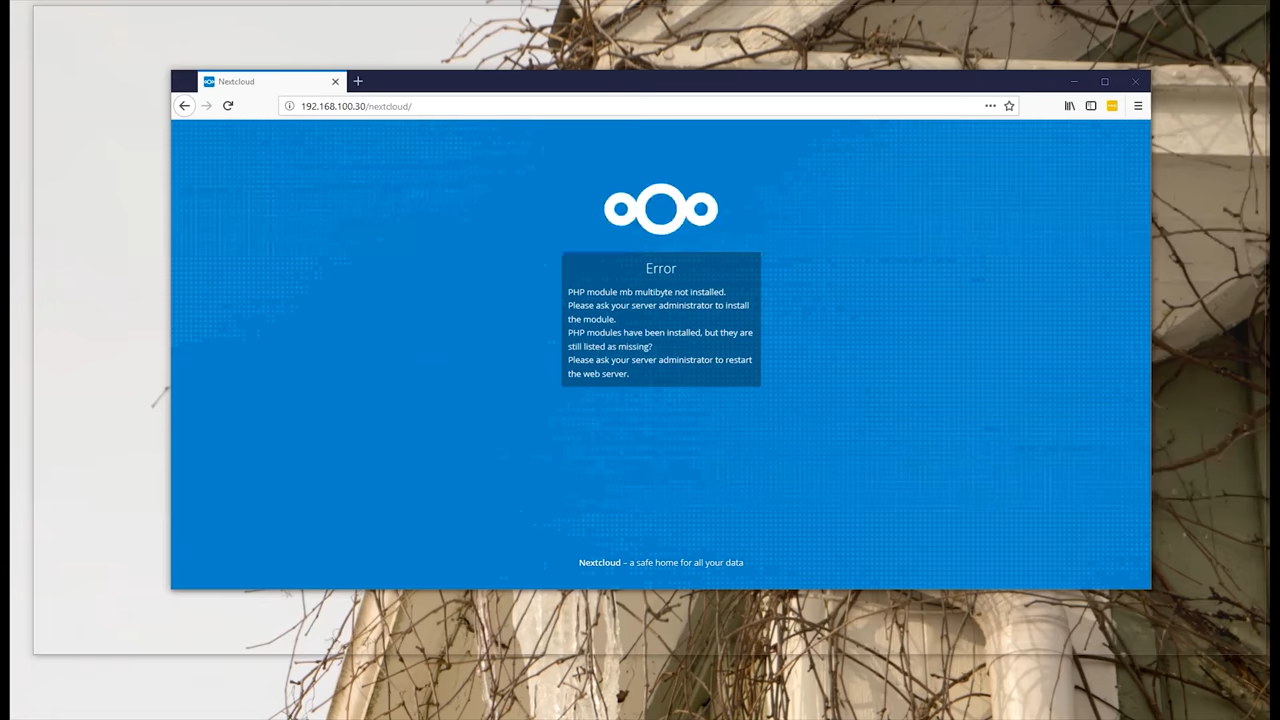 Nextcloud
192.168.100.30/nextcloud/
Error
PHP module mb multibyte not installed.
Please ask your server administrator to install
the module.
PHP modules have been installed, but they are
still listed as missing?
Please ask your server administrator to restart
the web server.
Nextcloud – a safe home for all your data